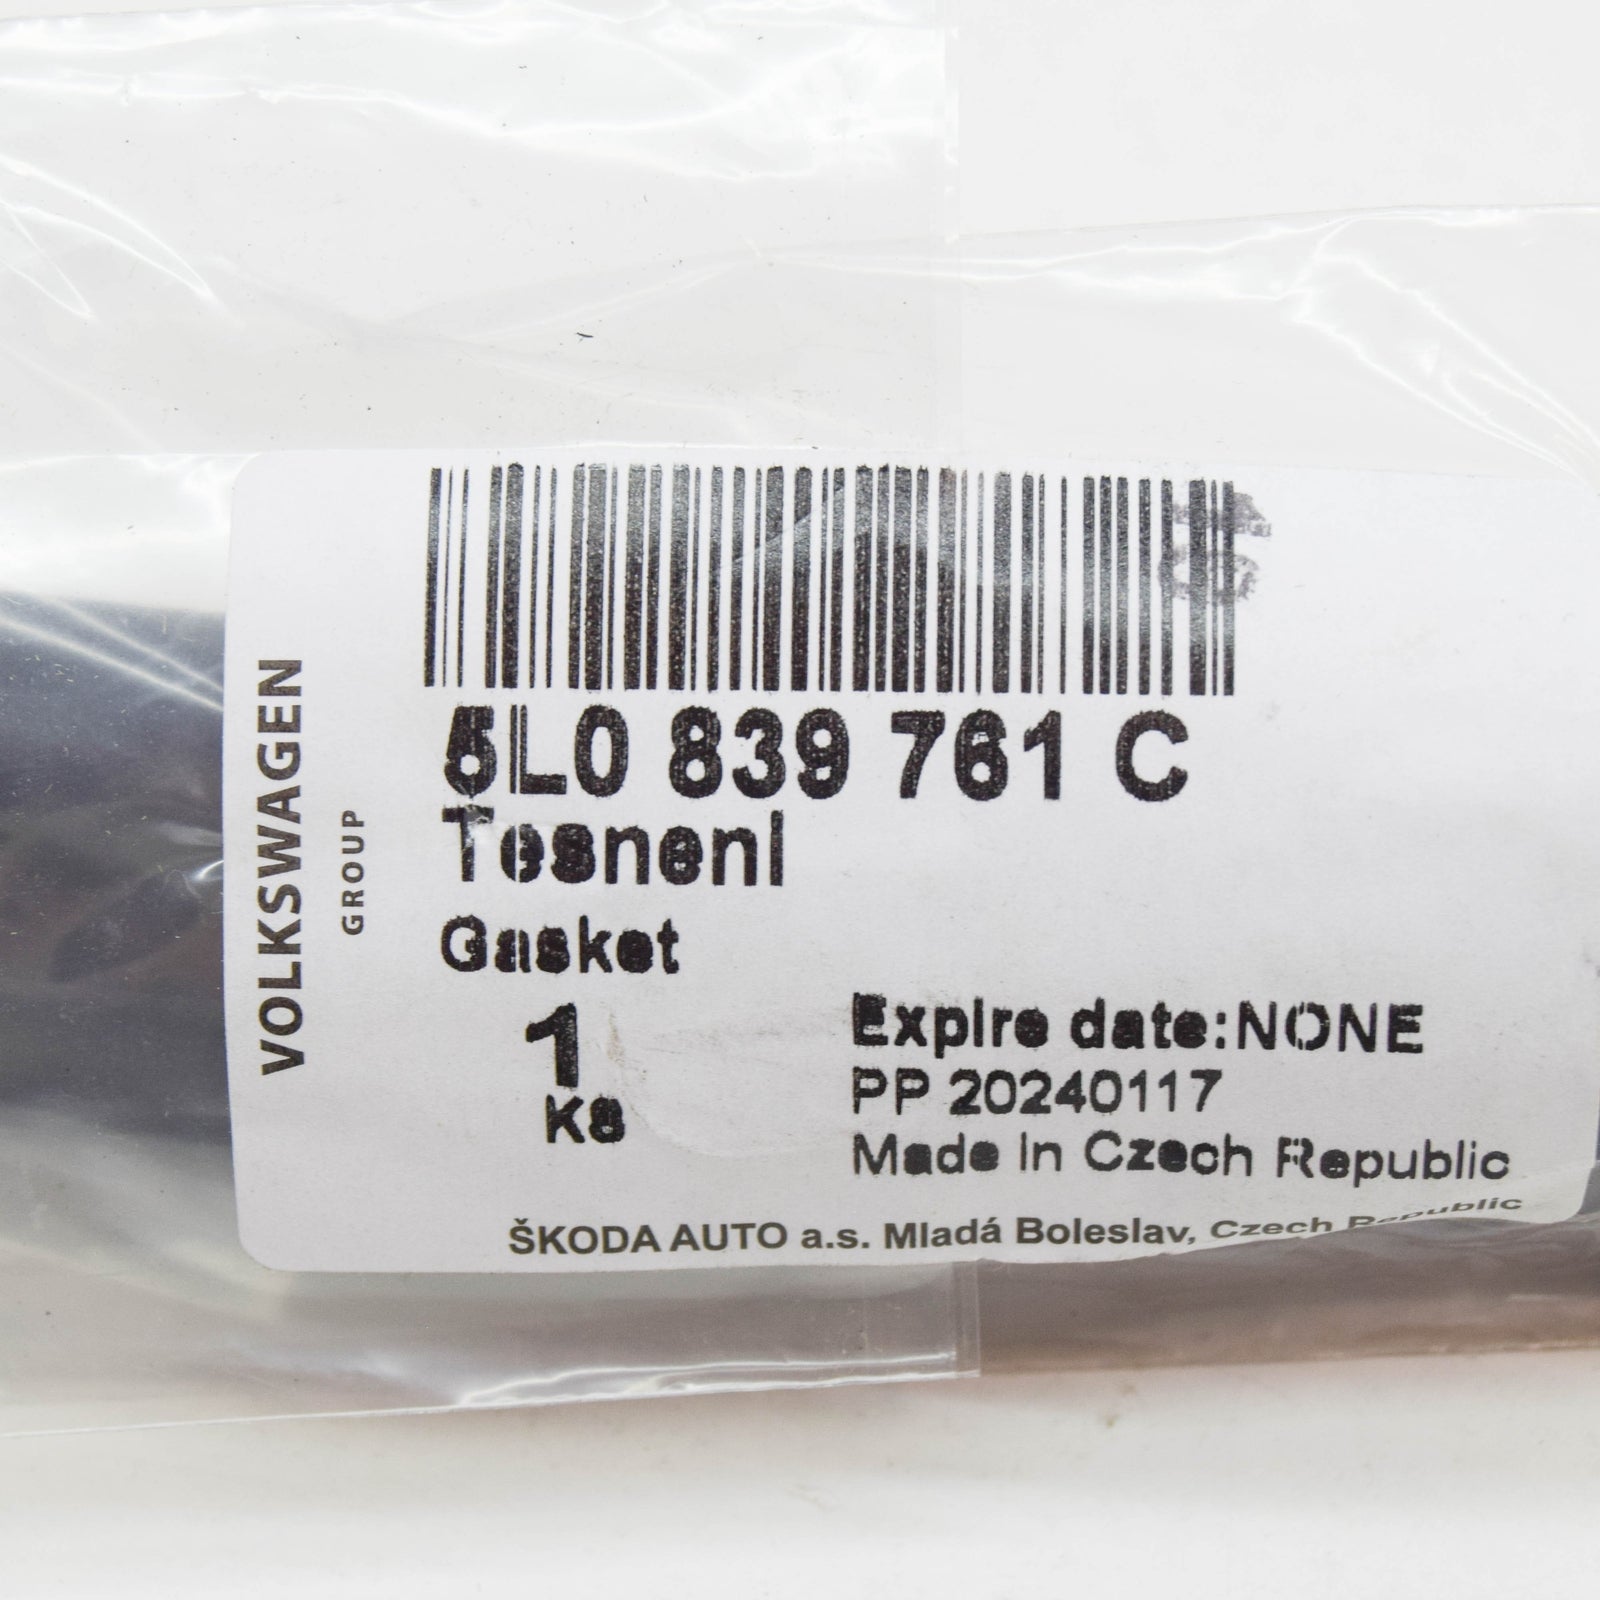 VOLKSWAGEN
GROUP
5L0 839 761 C
Tesneni
Gasket
1
Ks
Expire date:NONE
PP 20240117
Made in Czech Republic
ŠKODA AUTO a.s. Mladá Boleslav, Czech Republic